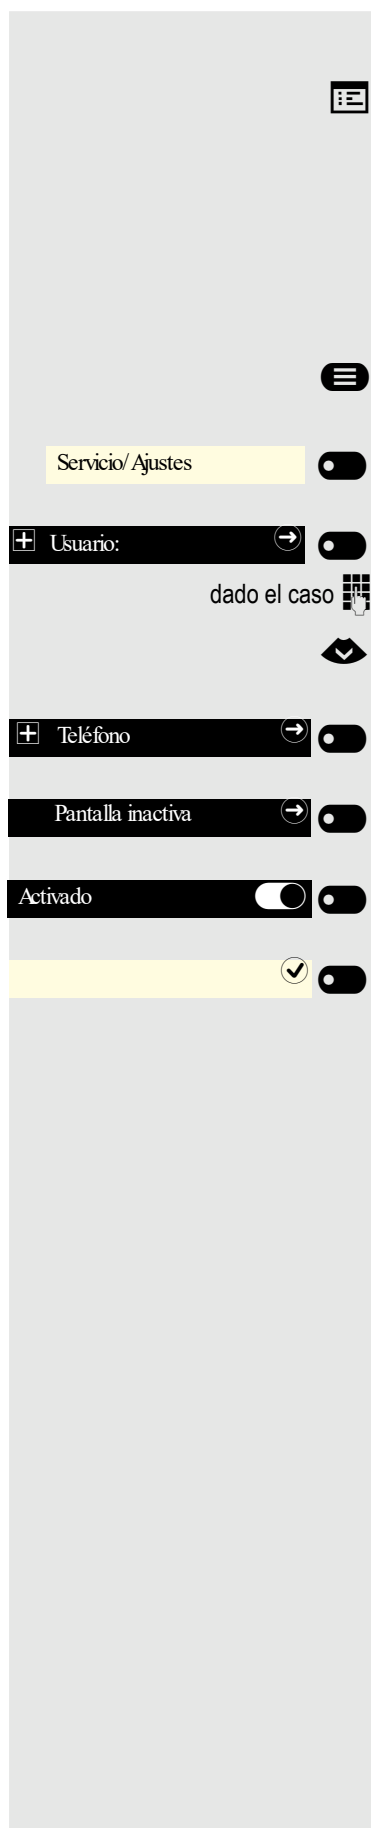 Servicio/Ajustes
Usuario:
dado el caso
Teléfono
Pantalla inactiva
Activado